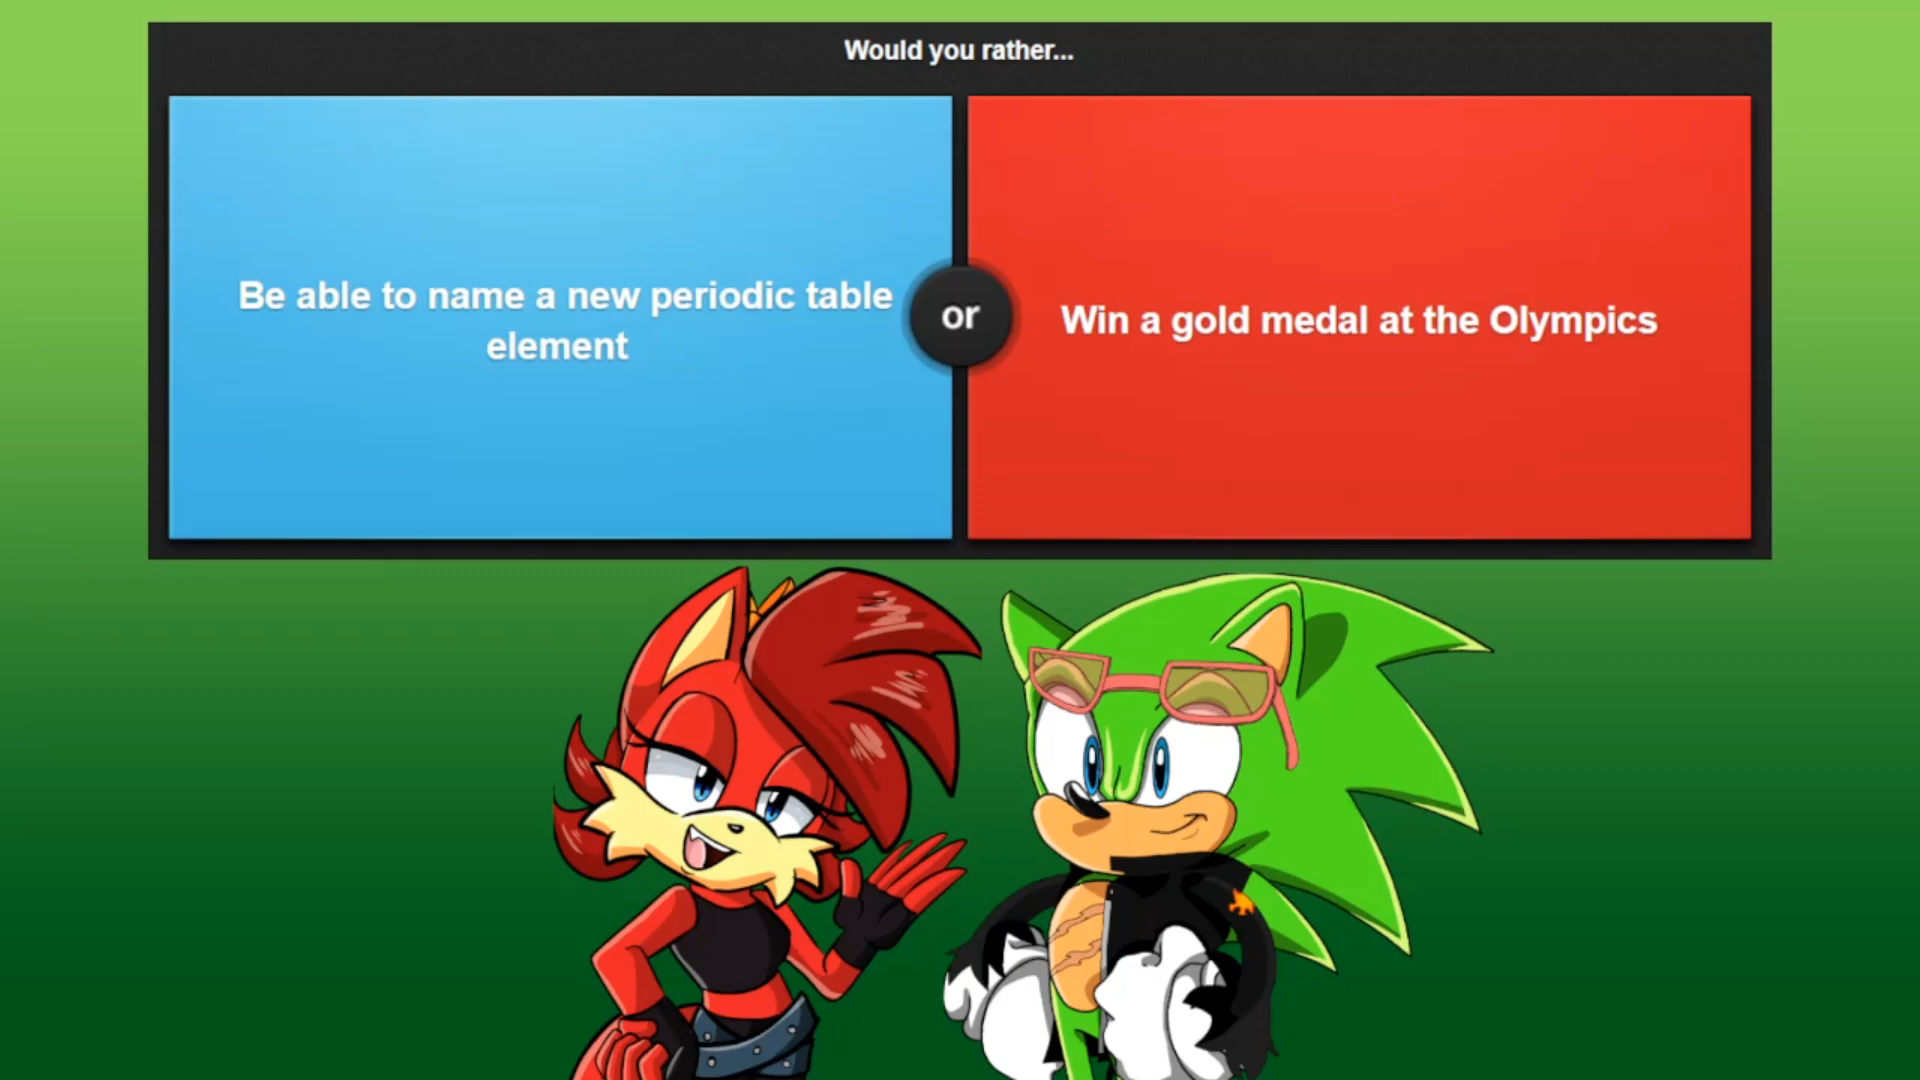 Would you rather...
Be able to name a new periodic table
element
or
Win a gold medal at the Olympics